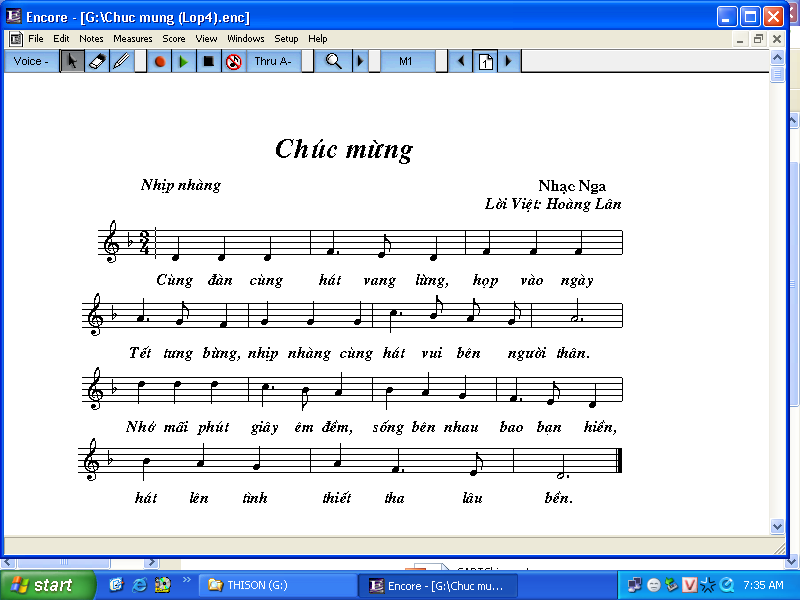 Encore - [G:\Chuc mung (Lop4).enc]
File Edit Notes Measures Score View Windows Setup Help
Voice - Thru A- M1 1
Chúc mừng
Nhịp nhàng
Nhạc Nga
Lời Việt: Hoàng Lân
3
4
Cùng đàn cùng hát vang lừng, họp vào ngày
Tết tưng bừng, nhịp nhàng cùng hát vui bên người thân.
Nhớ mãi phút giây êm đềm, sống bên nhau bao bạn hiền,
hát lên tình thiết tha lâu bền.
start THISON (G:) Encore - [G:\Chuc mu... 7:35 AM